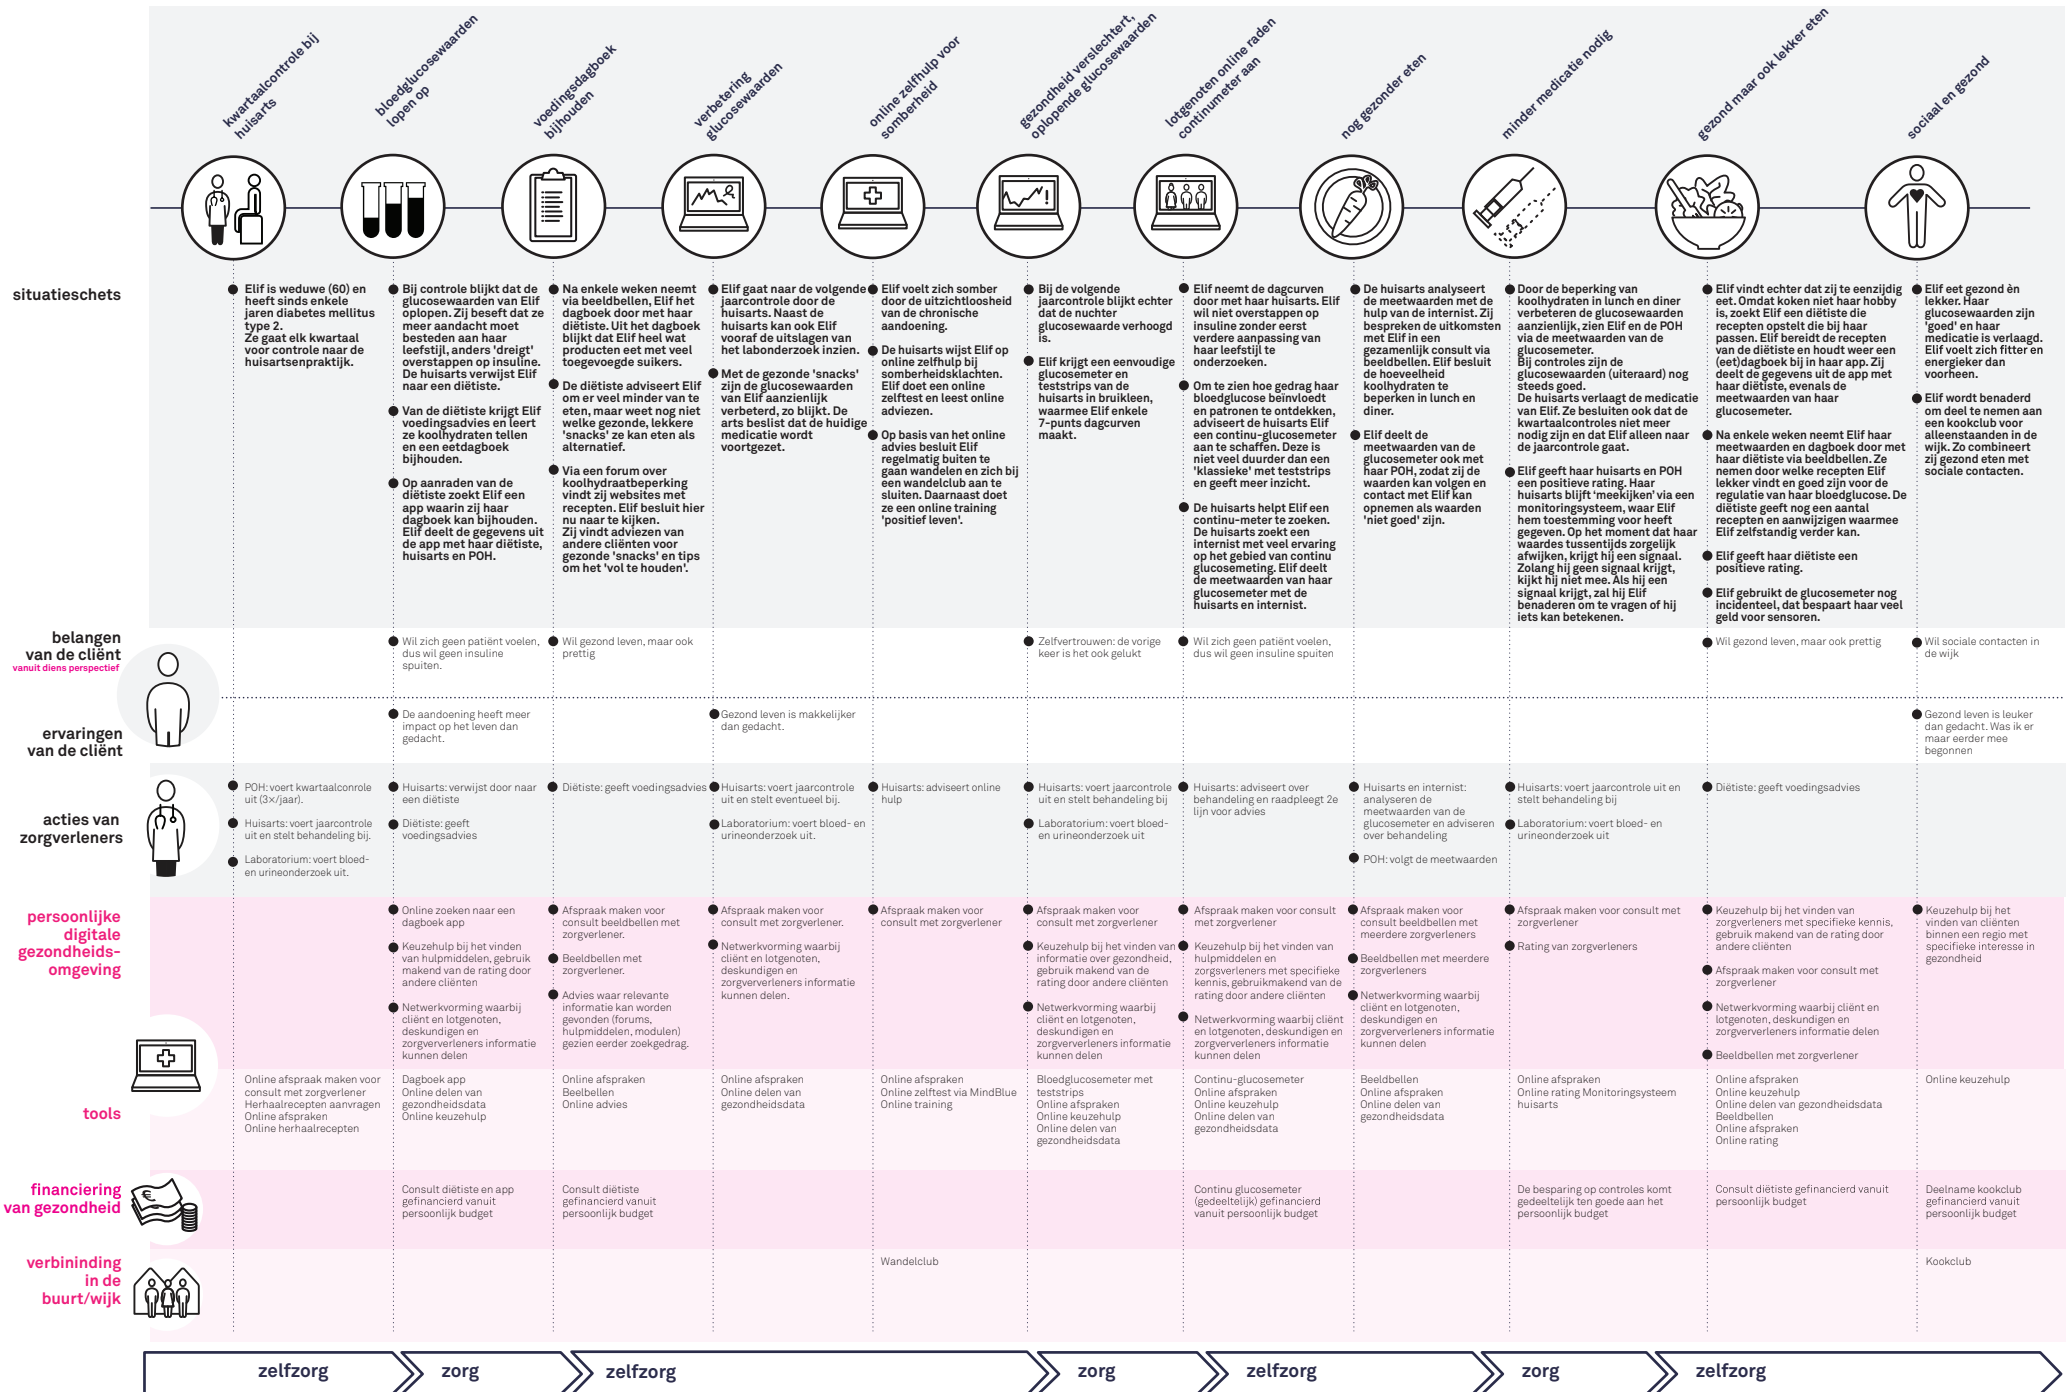 kwartaalcontrole bij
huisarts
bloedglucosewaarden
lopen op
voedingsdagboek
bijhouden
verbetering
glucosewaarden
online zelfhulp voor
somberheid
gezondheid verslechtert,
oplopende glucosewaarden
lotgenoten online raden
continumeter aan
nog gezonder eten
minder medicatie nodig
gezond maar ook lekker eten
sociaal en gezond
situatieschets
Elif is weduwe (60) en
heeft sinds enkele
jaren diabetes mellitus
type 2.
Ze gaat elk kwartaal
voor controle naar de
huisartsenpraktijk.
Bij controle blijkt dat de
glucosewaarden van Elif
oplopen. Zij beseft dat ze
meer aandacht moet
besteden aan haar
leefstijl, anders 'dreigt'
overstappen op insuline.
De huisarts verwijst Elif
naar een diëtiste.
Van de diëtiste krijgt Elif
voedingsadvies en leert
ze koolhydraten tellen
en een eetdagboek
bijhouden.
Op aanraden van de
diëtiste zoekt Elif een
app waarin zij haar
dagboek kan bijhouden.
Elif deelt de gegevens uit
de app met haar diëtiste,
huisarts en POH.
Na enkele weken neemt
via beeldbellen, Elif het
dagboek door met haar
diëtiste. Uit het dagboek
blijkt dat Elif heel wat
producten eet met veel
toegevoegde suikers.
De diëtiste adviseert Elif
om er veel minder van te
eten, maar weet nog niet
welke gezonde, lekkere
'snacks' ze kan eten als
alternatief.
Via een forum over
koolhydraatbeperking
vindt zij websites met
recepten. Elif besluit hier
nu naar te kijken.
Zij vindt adviezen van
andere cliënten voor
gezonde 'snacks' en tips
om het 'vol te houden'.
Elif gaat naar de volgende
jaarcontrole door de
huisarts. Naast de
huisarts kan ook Elif
vooraf de uitslagen van
het labonderzoek inzien.
Met de gezonde 'snacks'
zijn de glucosewaarden
van Elif aanzienlijk
verbeterd, zo blijkt. De
arts beslist dat de huidige
medicatie wordt
voortgezet.
Elif voelt zich somber
door de uitzichtloosheid
van de chronische
aandoening.
De huisarts wijst Elif op
online zelfhulp bij
somberheidsklachten.
Elif doet een online
zelftest en leest online
adviezen.
Op basis van het online
advies besluit Elif
regelmatig buiten te
gaan wandelen en zich bij
een wandelclub aan te
sluiten. Daarnaast doet
ze een online training
'positief leven'.
Bij de volgende
jaarcontrole blijkt echter
dat de nuchter
glucosewaarde verhoogd
is.
Elif krijgt een eenvoudige
glucosemeter en
teststrips van de
huisarts in bruikleen,
waarmee Elif enkele
7-punts dagcurven
maakt.
Elif neemt de dagcurven
door met haar huisarts. Elif
wil niet overstappen op
insuline zonder eerst
verdere aanpassing van
haar leefstijl te
onderzoeken.
Om te zien hoe gedrag haar
bloedglucose beïnvloedt
en patronen te ontdekken,
adviseert de huisarts Elif
een continu-glucosemeter
aan te schaffen. Deze is
niet veel duurder dan een
'klassieke' met teststrips
en geeft meer inzicht.
De huisarts helpt Elif een
continu-meter te zoeken.
De huisarts zoekt een
internist met veel ervaring
op het gebied van continu
glucosemeting. Elif deelt
de meetwaarden van haar
glucosemeter met de
huisarts en internist.
De huisarts analyseert
de meetwaarden met de
hulp van de internist. Zij
bespreken de uitkomsten
met Elif in een
gezamenlijk consult via
beeldbellen. Elif besluit
de hoeveelheid
koolhydraten te
beperken in lunch en
diner.
Elif deelt de
meetwaarden van de
glucosemeter ook met
haar POH, zodat zij de
waarden kan volgen en
contact met Elif kan
opnemen als waarden
'niet goed' zijn.
Door de beperking van
koolhydraten in lunch en diner
verbeteren de glucosewaarden
aanzienlijk, zien Elif en de POH
via de meetwaarden van de
glucosemeter.
Bij controles zijn de
glucosewaarden (uiteraard) nog
steeds goed.
De huisarts verlaagt de medicatie
van Elif. Ze besluiten ook dat de
kwartaalcontroles niet meer
nodig zijn en dat Elif alleen naar
de jaarcontrole gaat.
Elif geeft haar huisarts en POH
een positieve rating. Haar
huisarts blijft 'meekijken' via een
monitoringsysteem, waar Elif
hem toestemming voor heeft
gegeven. Op het moment dat haar
waardes tussentijds zorgelijk
afwijken, krijgt hij een signaal.
Zolang hij geen signaal krijgt,
kijkt hij niet mee. Als hij een
signaal krijgt, zal hij Elif
benaderen om te vragen of hij
iets kan betekenen.
Elif vindt echter dat zij te eenzijdig
eet. Omdat koken niet haar hobby
is, zoekt Elif een diëtiste die
recepten opstelt die bij haar
passen. Elif bereidt de recepten
van de diëtiste en houdt weer een
(eet)dagboek bij in haar app. Zij
deelt de gegevens uit de app met
haar diëtiste, evenals de
meetwaarden van haar
glucosemeter.
Na enkele weken neemt Elif haar
meetwaarden en dagboek door met
haar diëtiste via beeldbellen. Ze
nemen door welke recepten Elif
lekker vindt en goed zijn voor de
regulatie van haar bloedglucose. De
diëtiste geeft nog een aantal
recepten en aanwijzigen waarmee
Elif zelfstandig verder kan.
Elif geeft haar diëtiste een
positieve rating.
Elif gebruikt de glucosemeter nog
incidenteel, dat bespaart haar veel
geld voor sensoren.
Elif eet gezond èn
lekker. Haar
glucosewaarden zijn
'goed' en haar
medicatie is verlaagd.
Elif voelt zich fitter en
energieker dan
voorheen.
Elif wordt benaderd
om deel te nemen aan
een kookclub voor
alleenstaanden in de
wijk. Zo combineert
zij gezond eten met
sociale contacten.
belangen
van de cliënt
vanuit diens perspectief
Wil zich geen patiënt voelen,
dus wil geen insuline
spuiten.
Wil gezond leven, maar ook
prettig
Zelfvertrouwen: de vorige
keer is het ook gelukt
Wil zich geen patiënt voelen,
dus wil geen insuline spuiten
Wil gezond leven, maar ook prettig
Wil sociale contacten in
de wijk
ervaringen
van de cliënt
De aandoening heeft meer
impact op het leven dan
gedacht.
Gezond leven is makkelijker
dan gedacht.
Gezond leven is leuker
dan gedacht. Was ik er
maar eerder mee
begonnen
acties van
zorgverleners
POH: voert kwartaalconrole
uit (3×/jaar).
Huisarts: voert jaarcontrole
uit en stelt behandeling bij.
Laboratorium: voert bloed-
en urineonderzoek uit.
Huisarts: verwijst door naar
een diëtiste
Diëtiste: geeft
voedingsadvies
Diëtiste: geeft voedingsadvies
Huisarts: voert jaarcontrole
uit en stelt eventueel bij.
Laboratorium: voert bloed- en
urineonderzoek uit.
Huisarts: adviseert online
hulp
Huisarts: voert jaarcontrole
uit en stelt behandeling bij
Laboratorium: voert bloed-
en urineonderzoek uit
Huisarts: adviseert over
behandeling en raadpleegt 2e
lijn voor advies
Huisarts en internist:
analyseren de
meetwaarden van de
glucosemeter en adviseren
over behandeling
POH: volgt de meetwaarden
Huisarts: voert jaarcontrole uit en
stelt behandeling bij
Laboratorium: voert bloed- en
urineonderzoek uit
Diëtiste: geeft voedingsadvies
persoonlijke
digitale
gezondheids-
omgeving
Online zoeken naar een
dagboek app
Keuzehulp bij het vinden
van hulpmiddelen, gebruik
makend van de rating door
andere cliënten
Netwerkvorming waarbij
cliënt en lotgenoten,
deskundigen en
zorgververleners informatie
kunnen delen
Afspraak maken voor
consult beeldbellen met
zorgverlener.
Beeldbellen met
zorgverlener.
Advies waar relevante
informatie kan worden
gevonden (forums,
hulpmiddelen, modulen)
gezien eerder zoekgedrag.
Afspraak maken voor
consult met zorgverlener.
Netwerkvorming waarbij
cliënt en lotgenoten,
deskundigen en
zorgververleners informatie
kunnen delen.
Afspraak maken voor
consult met zorgverlener
Afspraak maken voor
consult met zorgverlener
Keuzehulp bij het vinden van
informatie over gezondheid,
gebruik makend van de
rating door andere cliënten
Netwerkvorming waarbij
cliënt en lotgenoten,
deskundigen en
zorgververleners informatie
kunnen delen
Afspraak maken voor consult
met zorgverlener
Keuzehulp bij het vinden van
hulpmiddelen en
zorgsverleners met specifieke
kennis, gebruikmakend van de
rating door andere cliënten
Netwerkvorming waarbij cliënt
en lotgenoten, deskundigen en
zorgververleners informatie
kunnen delen
Afspraak maken voor
consult beeldbellen met
meerdere zorgverleners
Beeldbellen met meerdere
zorgverleners
Netwerkvorming waarbij
cliënt en lotgenoten,
deskundigen en
zorgververleners informatie
kunnen delen
Afspraak maken voor consult met
zorgverlener
Rating van zorgverleners
Keuzehulp bij het vinden van
zorgverleners met specifieke kennis,
gebruik makend van de rating door
andere cliënten
Afspraak maken voor consult met
zorgverlener
Netwerkvorming waarbij cliënt en
lotgenoten, deskundigen en
zorgververleners informatie delen
Beeldbellen met zorgverlener
Keuzehulp bij het
vinden van cliënten
binnen een regio met
specifieke interesse in
gezondheid
tools
Online afspraak maken voor
consult met zorgverlener
Herhaalrecepten aanvragen
Online afspraken
Online herhaalrecepten
Dagboek app
Online delen van
gezondheidsdata
Online keuzehulp
Online afspraken
Beelbellen
Online advies
Online afspraken
Online delen van
gezondheidsdata
Online afspraken
Online zelftest via MindBlue
Online training
Bloedglucosemeter met
teststrips
Online afspraken
Online keuzehulp
Online delen van
gezondheidsdata
Continu-glucosemeter
Online afspraken
Online keuzehulp
Online delen van
gezondheidsdata
Beeldbellen
Online afspraken
Online delen van
gezondheidsdata
Online afspraken
Online rating Monitoringsysteem
huisarts
Online afspraken
Online keuzehulp
Online delen van gezondheidsdata
Beeldbellen
Online afspraken
Online rating
Online keuzehulp
financiering
van gezondheid
€
Consult diëtiste en app
gefinancierd vanuit
persoonlijk budget
Consult diëtiste
gefinancierd vanuit
persoonlijk budget
Continu glucosemeter
(gedeeltelijk) gefinancierd
vanuit persoonlijk budget
De besparing op controles komt
gedeeltelijk ten goede aan het
persoonlijk budget
Consult diëtiste gefinancierd vanuit
persoonlijk budget
Deelname kookclub
gefinancierd vanuit
persoonlijk budget
verbininding
in de
buurt/wijk
Wandelclub
Kookclub
zelfzorg
zorg
zelfzorg
zorg
zelfzorg
zorg
zelfzorg